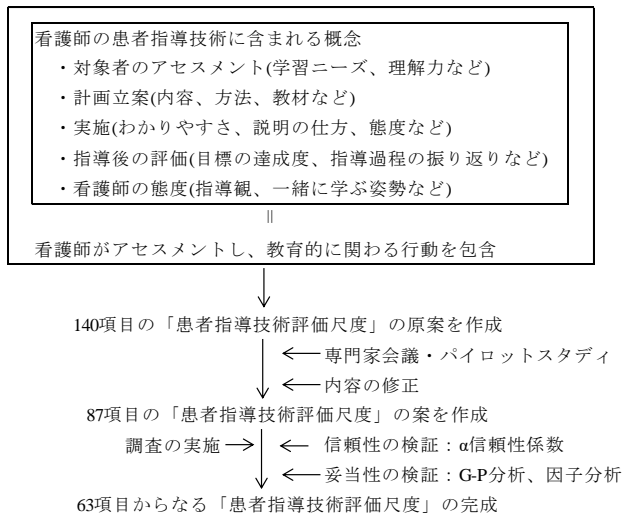 看護師の患者指導技術に含まれる概念
・対象者のアセスメント(学習ニーズ、理解力など)
・計画立案(内容、方法、教材など)
・実施(わかりやすさ、説明の仕方、態度など)
・指導後の評価(目標の達成度、指導過程の振り返りなど)
・看護師の態度(指導観、一緒に学ぶ姿勢など)
||
看護師がアセスメントし、教育的に関わる行動を包含
140項目の「患者指導技術評価尺度」の原案を作成
専門家会議・パイロットスタディ
内容の修正
87項目の「患者指導技術評価尺度」の案を作成
調査の実施 信頼性の検証：α信頼性係数
妥当性の検証：G-P分析、因子分析
63項目からなる「患者指導技術評価尺度」の完成